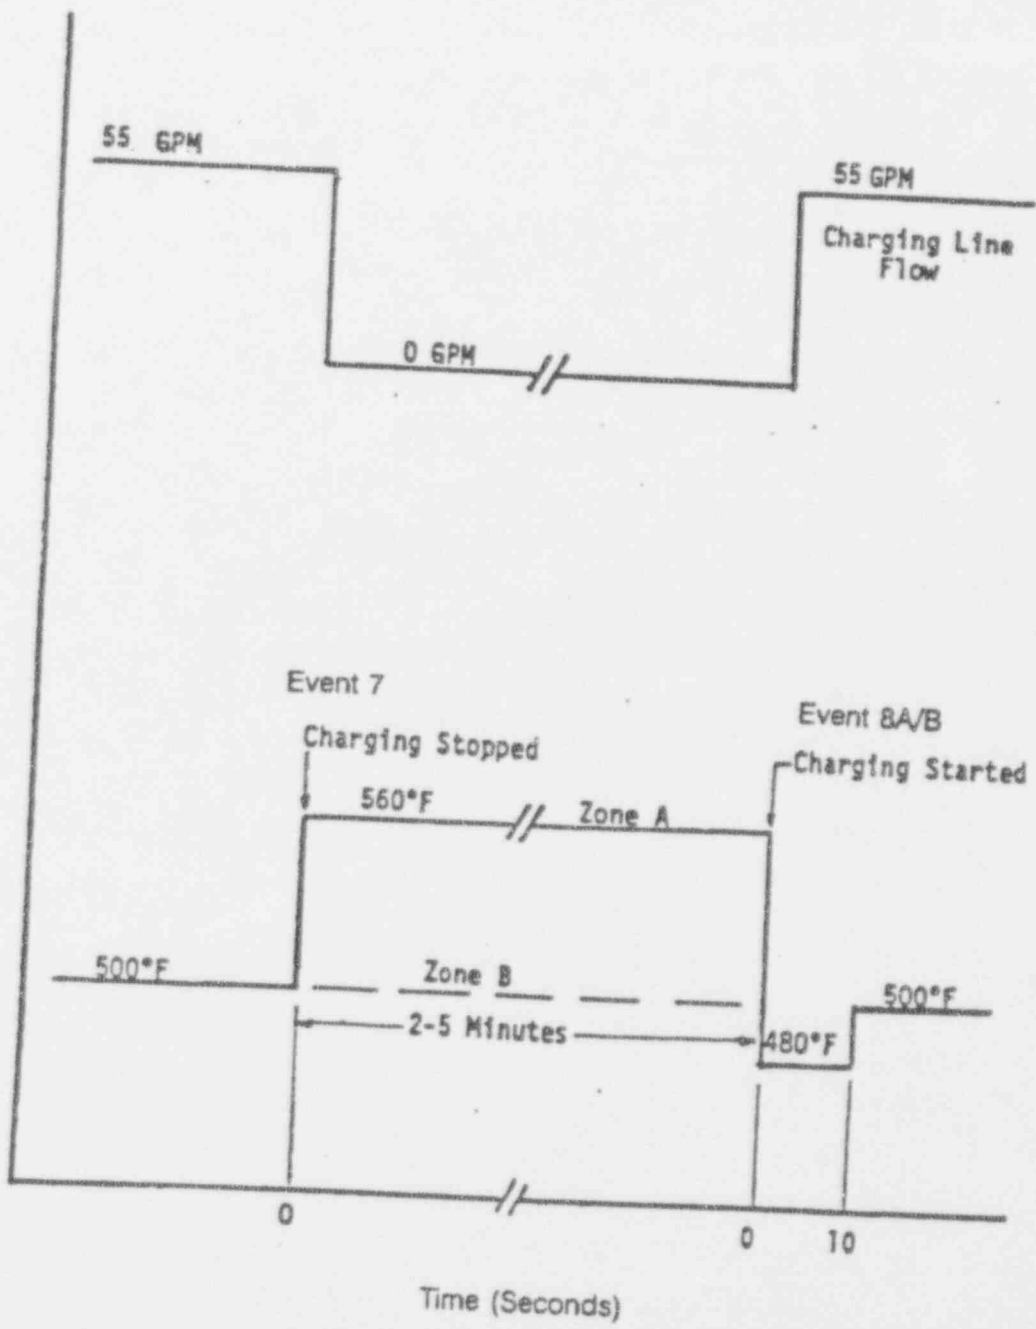 55 GPM
55 GPM
Charging Line
Flow
0 GPM
Event 7
Event 8A/B
Charging Stopped
Charging Started
560°F
Zone A
500°F
Zone B
500°F
2-5 Minutes
480°F
0
0
10
Time (Seconds)